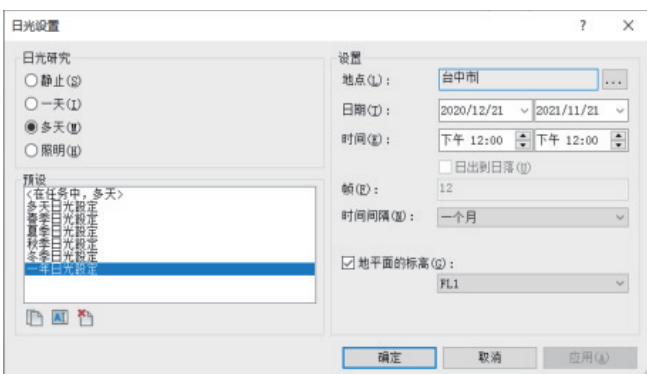 日光设置
?
×
日光研究
静止(S)
一天(I)
多天(M)
照明(H)
预设
<在任务中, 多天>
多天日光設定
春季日光設定
夏季日光設定
秋季日光設定
冬季日光設定
一年日光設定
AI
设置
地点(L): 台中市 ...
日期(T): 2020/12/21 2021/11/21
时间(E): 下午 12:00 下午 12:00
日出到日落(U)
帧(R): 12
时间间隔(N): 一个月
地平面的标高(G):
FL1
确定 取消 应用(A)